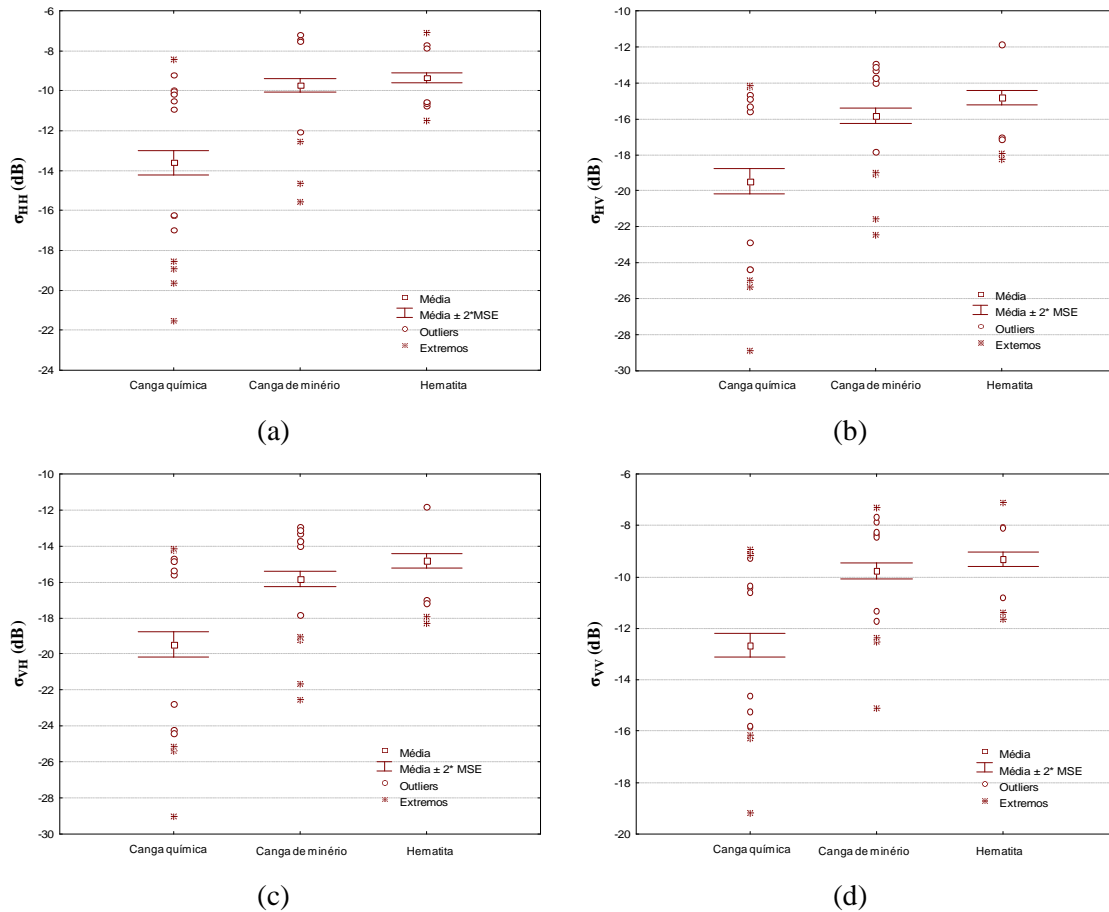 -6
-8
-10
-12
-14
-16
-18
-20
-22
-24
σHH (dB)
Média
Média ± 2*MSE
Outliers
Extremos
Canga química Canga de minério Hematita
(a)
-10
-12
-14
-16
-18
-20
-22
-24
-26
-28
-30
σHV (dB)
Média
Média ± 2* MSE
Outliers
Extemos
Canga química Canga de minério Hematita
(b)
-10
-12
-14
-16
-18
-20
-22
-24
-26
-28
-30
σVH (dB)
Média
Média ± 2* MSE
Outliers
Extremos
Canga química Canga de minério Hematita
(c)
-6
-8
-10
-12
-14
-16
-18
-20
σVV (dB)
Média
Média ± 2* MSE
Outliers
Extremos
Canga química Canga de minério Hematita
(d)